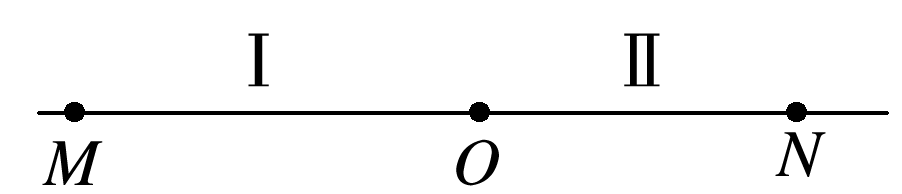 Ⅰ Ⅱ
M O N